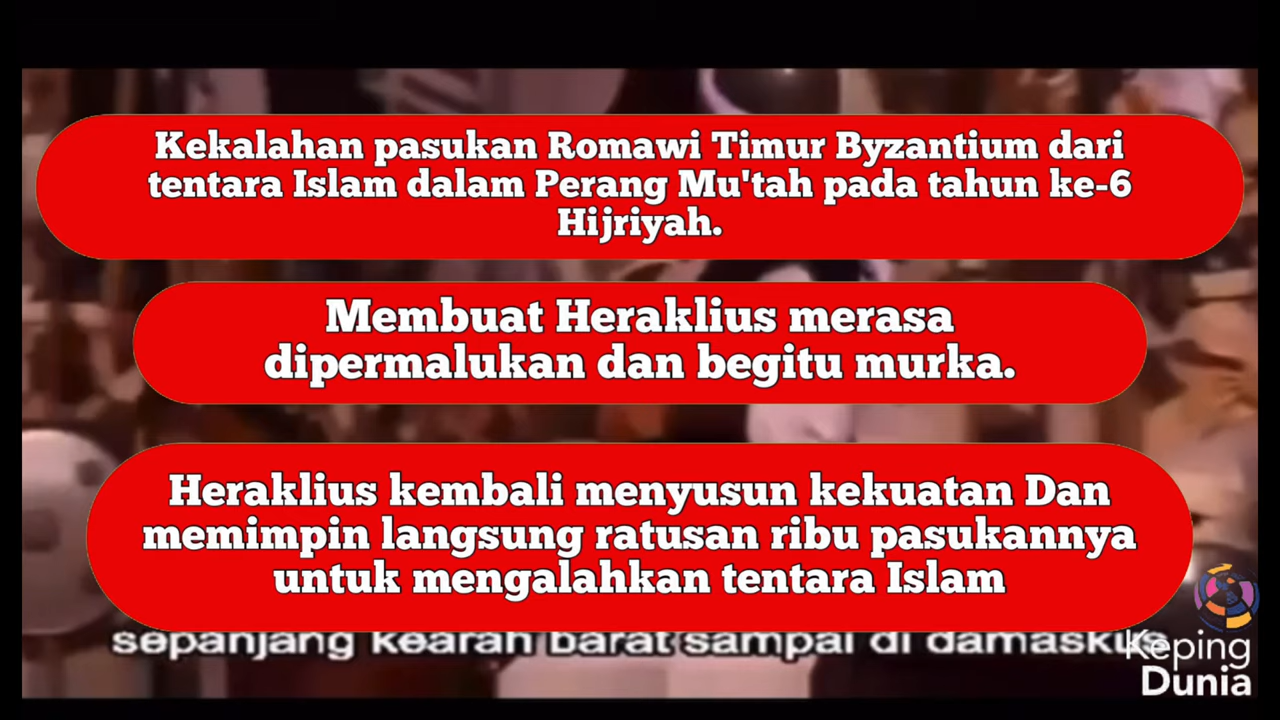 Kekalahan pasukan Romawi Timur Byzantium dari
tentara Islam dalam Perang Mu'tah pada tahun ke-6
Hijriyah.
Membuat Heraklius merasa
dipermalukan dan begitu murka.
Heraklius kembali menyusun kekuatan Dan
memimpin langsung ratusan ribu pasukannya
untuk mengalahkan tentara Islam
sepanjang kearah barat sampai di damaskus
Keping
Dunia